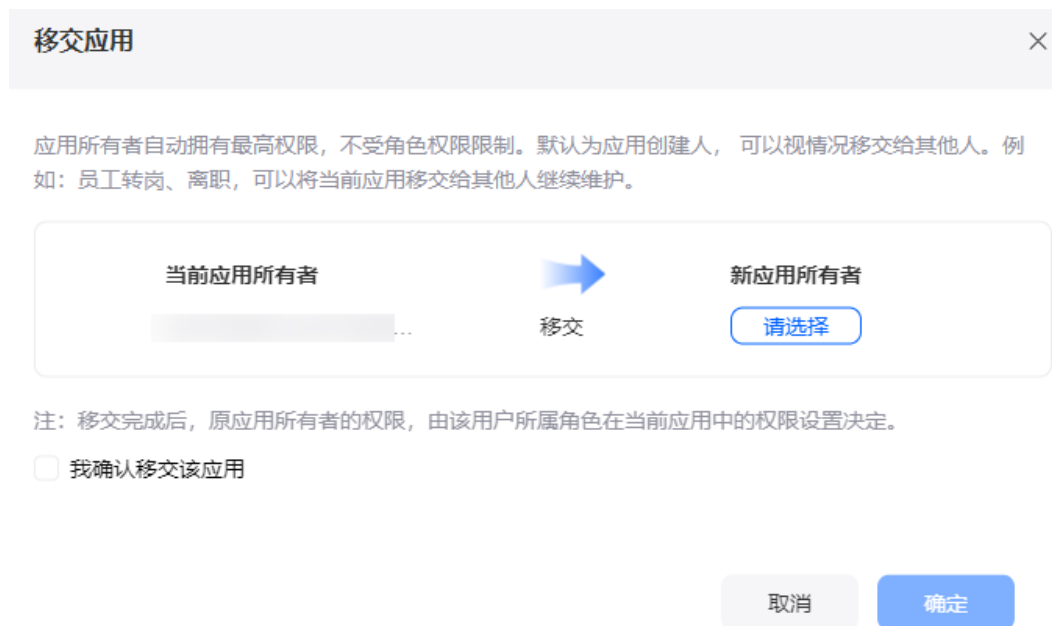 移交应用
应用所有者自动拥有最高权限，不受角色权限限制。默认为应用创建人， 可以视情况移交给其他人。例
如：员工转岗、离职，可以将当前应用移交给其他人继续维护。
当前应用所有者
新应用所有者
...
移交
请选择
注：移交完成后，原应用所有者的权限，由该用户所属角色在当前应用中的权限设置决定。
我确认移交该应用
取消
确定